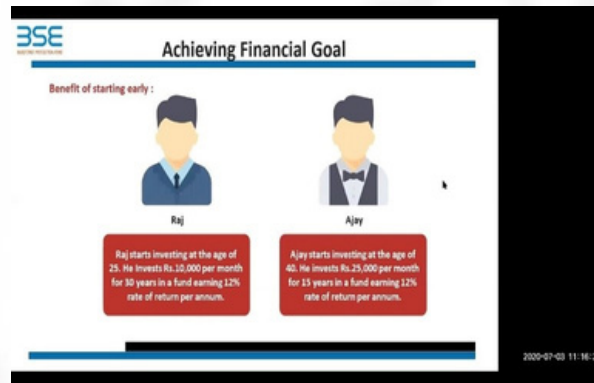 BSE
Achieving Financial Goal
Benefit of starting early :
Raj
Raj starts investing at the age of
25. He Invests Rs.10,000 per month
for 30 years in a fund earning 12%
rate of return per annum.
Ajay
Ajay starts investing at the age of
40. He invests Rs.25,000 per month
for 15 years in a fund earning 12%
rate of return per annum.
2020-07-03 11:16:2